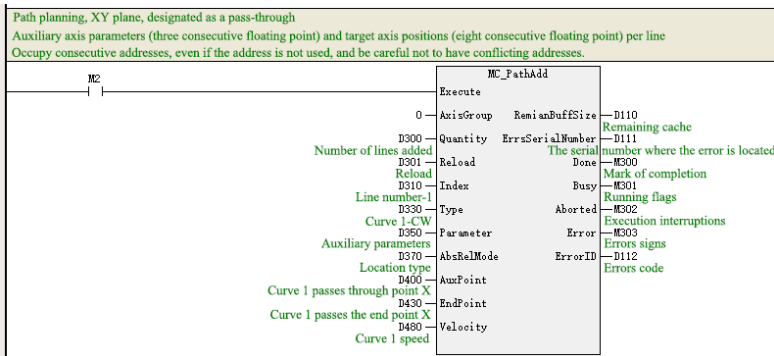 Path planning, XY plane, designated as a pass-through
Auxiliary axis parameters (three consecutive floating point) and target axis positions (eight consecutive floating point) per line
Occupy consecutive addresses, even if the address is not used, and be careful not to have conflicting addresses.
M2
MC_PathAdd
Execute
0 AxisGroup RemianBuffSize D110
Remaining cache
D300 Quantity ErrsSerialNumber D111
Number of lines added The serial number where the error is located
D301 Reload Done M300
Reload Mark of completion
D310 Index Busy M301
Line number-1 Running flags
D330 Type Aborted M302
Curve 1-CW Execution interruptions
D350 Parameter Error M303
Auxiliary parameters Errors signs
D370 AbsRelMode ErrorID D112
Location type Errors code
D400 AuxPoint
Curve 1 passes through point X
D430 EndPoint
Curve 1 passes the end point X
D480 Velocity
Curve 1 speed